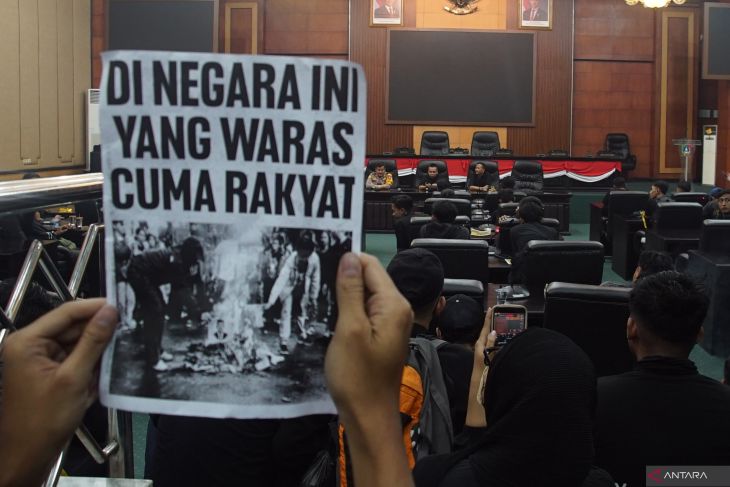 DI NEGARA INI
YANG WARAS
CUMA RAKYAT
ANTARA